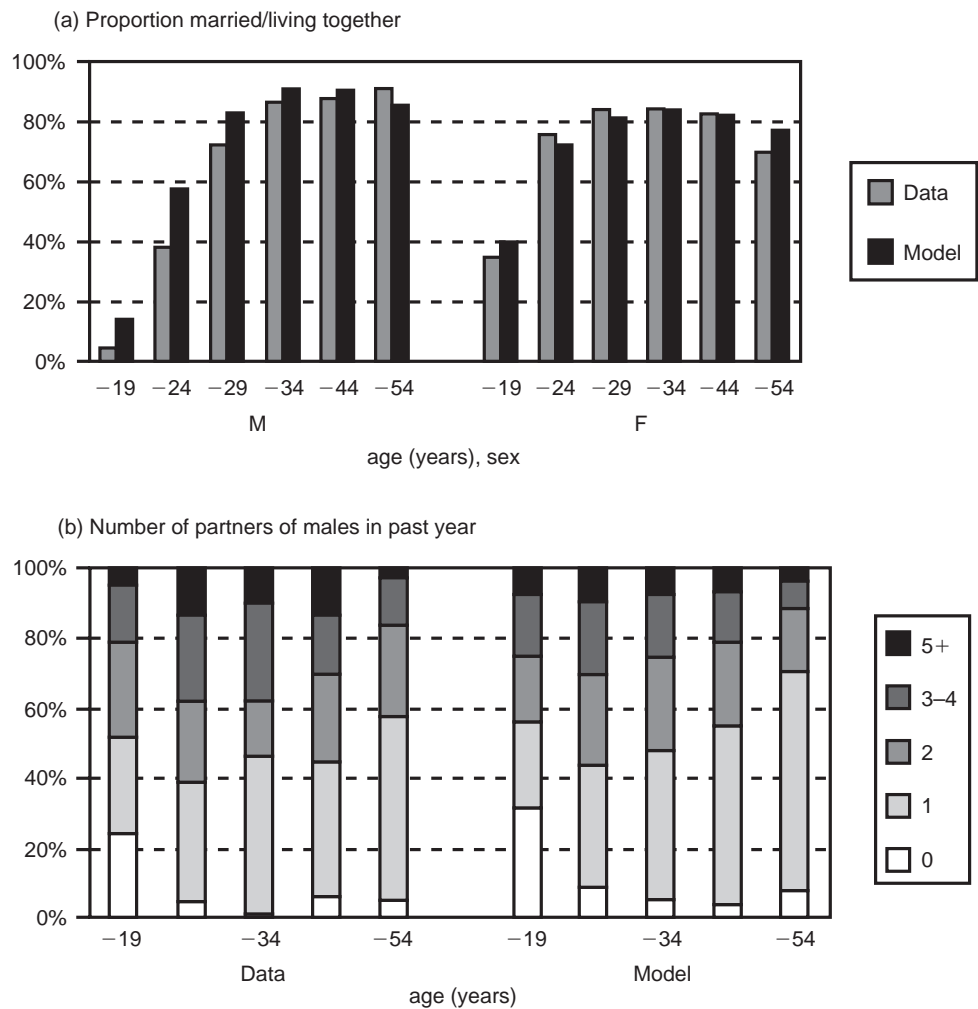 (a) Proportion married/living together
100%
80%
60%
40%
20%
0%
−19 −24 −29 −34 −44 −54 −19 −24 −29 −34 −44 −54
M F
age (years), sex
Data
Model
(b) Number of partners of males in past year
100%
80%
60%
40%
20%
0%
−19 −34 −54 −19 −34 −54
Data Model
age (years)
5+
3–4
2
1
0